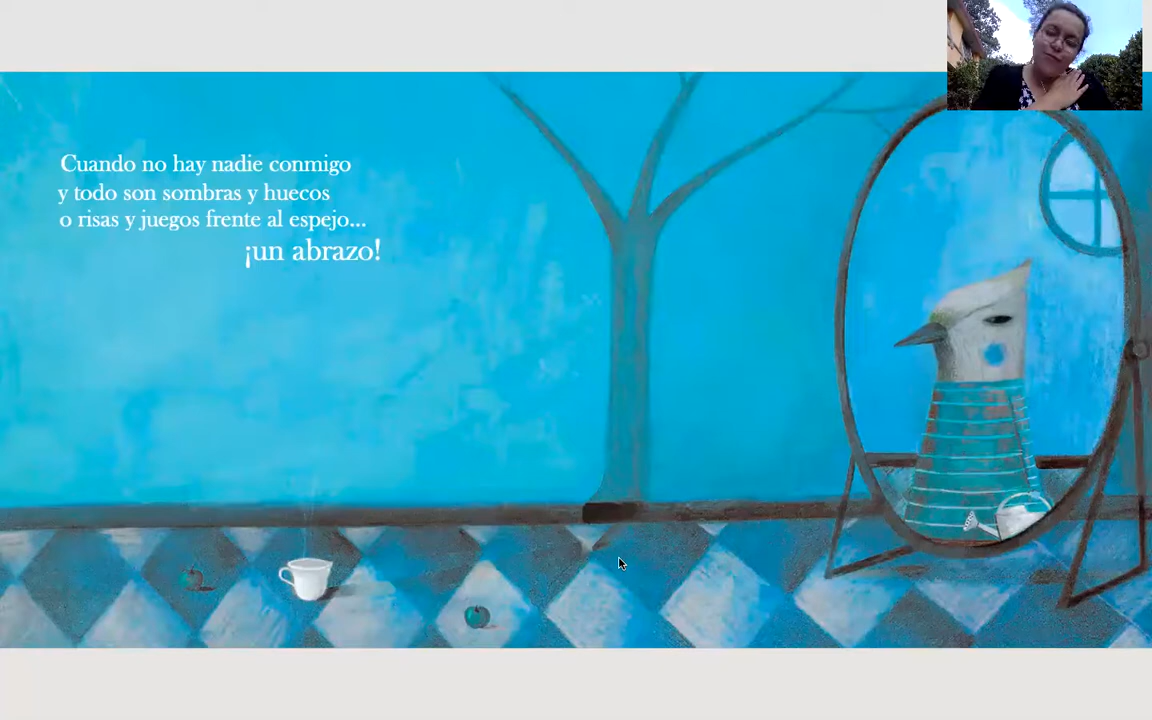 Cuando no hay nadie conmigo
y todo son sombras y huecos
o risas y juegos frente al espejo...
¡un abrazo!